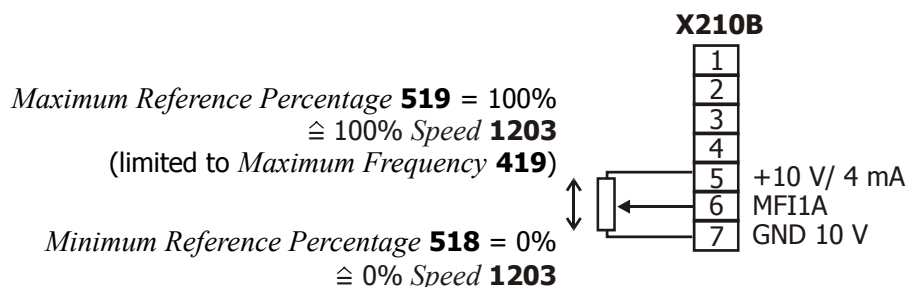 X210B
1
2
3
4
5 +10 V/ 4 mA
6 MFI1A
7 GND 10 V
Maximum Reference Percentage 519 = 100%
≙ 100% Speed 1203
(limited to Maximum Frequency 419)
Minimum Reference Percentage 518 = 0%
≙ 0% Speed 1203